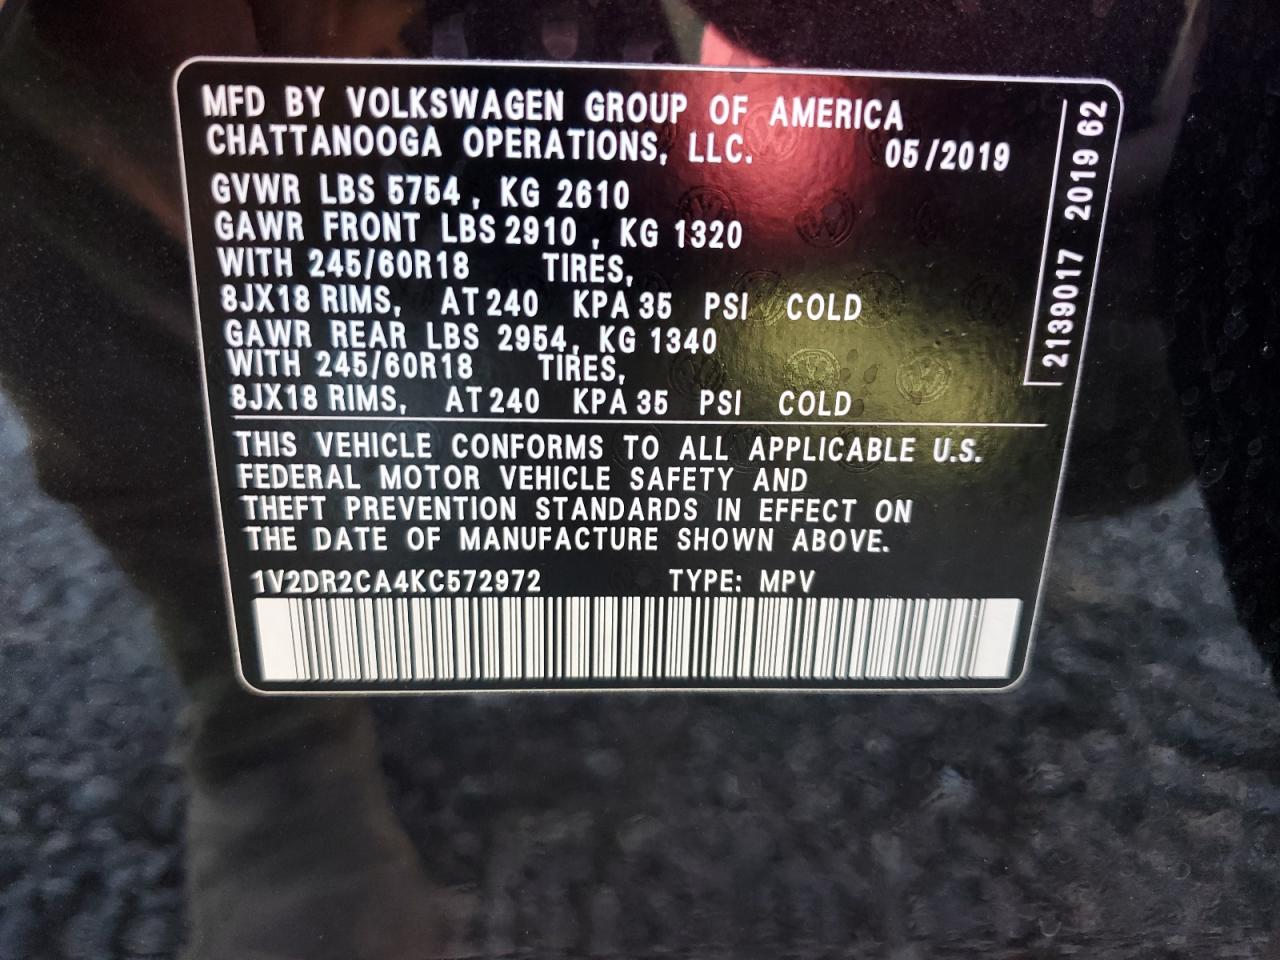 MFD BY VOLKSWAGEN GROUP OF AMERICA
CHATTANOOGA OPERATIONS, LLC. 05/2019
GVWR LBS 5754, KG 2610
GAWR FRONT LBS 2910, KG 1320
WITH 245/60R18 TIRES,
8JX18 RIMS, AT 240 KPA 35 PSI COLD
GAWR REAR LBS 2954, KG 1340
WITH 245/60R18 TIRES,
8JX18 RIMS, AT 240 KPA 35 PSI COLD
THIS VEHICLE CONFORMS TO ALL APPLICABLE U.S.
FEDERAL MOTOR VEHICLE SAFETY AND
THEFT PREVENTION STANDARDS IN EFFECT ON
THE DATE OF MANUFACTURE SHOWN ABOVE.
1V2DR2CA4KC572972 TYPE: MPV
2139017 2019 62